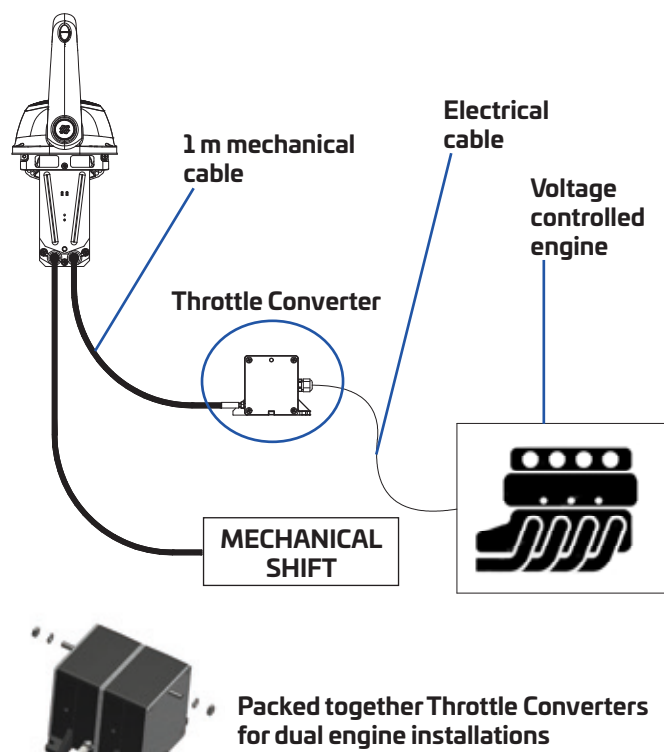 Electrical
cable
1 m mechanical
cable
Voltage
controlled
engine
Throttle Converter
MECHANICAL
SHIFT
Packed together Throttle Converters
for dual engine installations